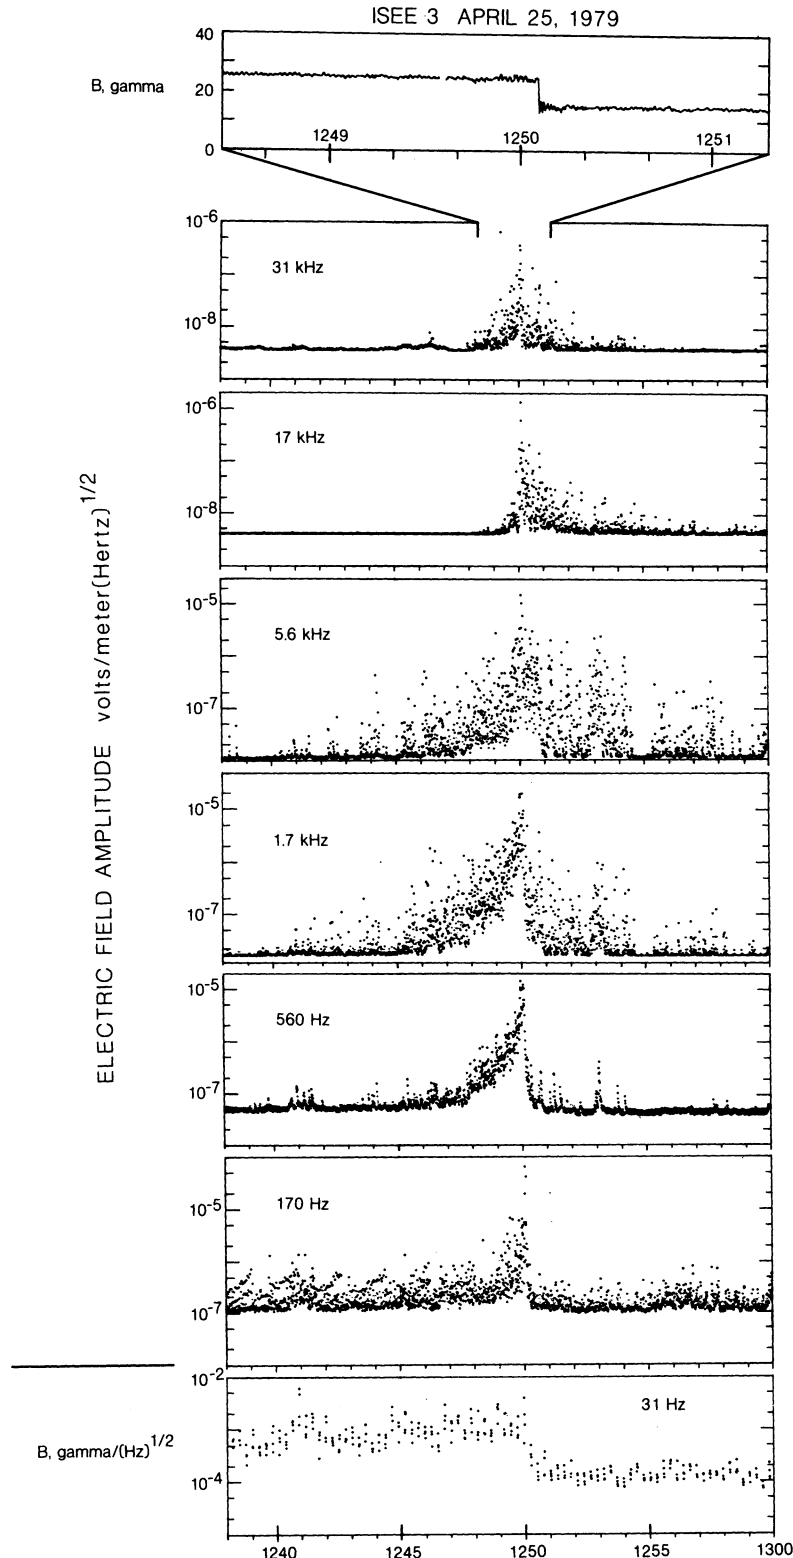 ISEE 3 APRIL 25, 1979
40
B, gamma
20
0
1249
1250
1251
10-6
31 kHz
10-8
10-6
17 kHz
10-8
ELECTRIC FIELD AMPLITUDE volts/meter(Hertz)1/2
10-5
5.6 kHz
10-7
10-5
1.7 kHz
10-7
10-5
560 Hz
10-7
10-5
170 Hz
10-7
10-2
31 Hz
B, gamma/(Hz)1/2
10-4
1240
1245
1250
1255
1300